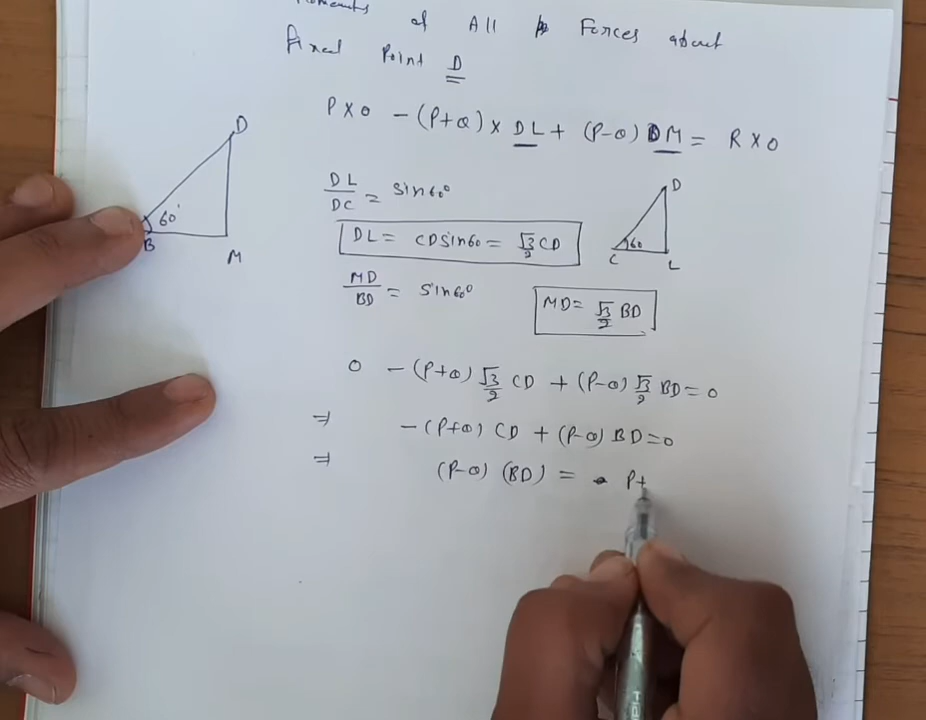 Moments of All Forces about
fixed Point D
P×0 - (P+Q) × DL + (P-Q) DM = R×0
D
60°
B
M
DL/DC = sin60°
DL = CD sin60 = √3/2 CD
D
60
C
L
MD/BD = sin60°
MD = √3/2 BD
0 - (P+Q) √3/2 CD + (P-Q) √3/2 BD = 0
⇒ - (P+Q) CD + (P-Q) BD = 0
⇒ (P-Q) (BD) = P+